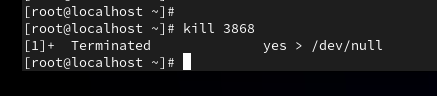 [root@localhost ~]#
[root@localhost ~]# kill 3868
[1]+  Terminated              yes > /dev/null
[root@localhost ~]#